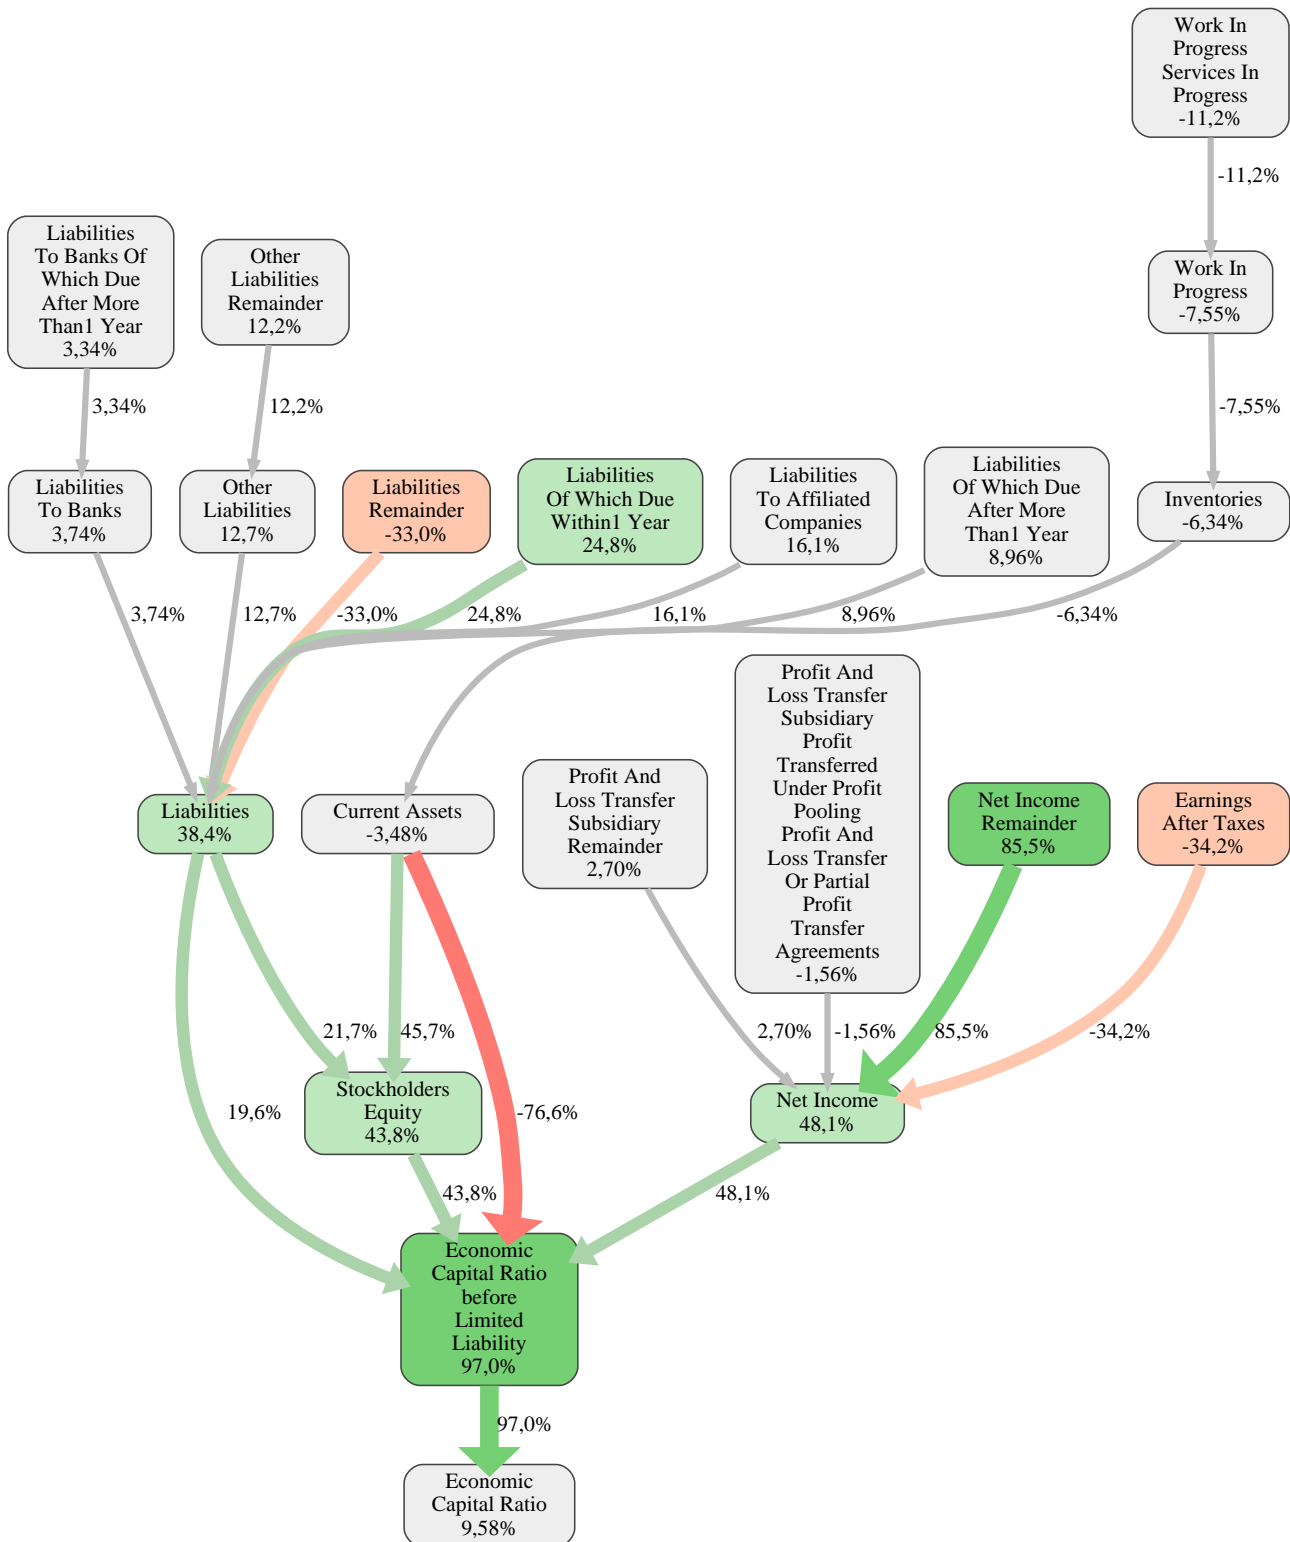 Work In
Progress
Services In
Progress
-11,2%
-11,2%
Liabilities
To Banks Of
Which Due
After More
Than1 Year
3,34%
Other
Liabilities
Remainder
12,2%
Work In
Progress
-7,55%
3,34%
12,2%
-7,55%
Liabilities
To Banks
3,74%
Other
Liabilities
12,7%
Liabilities
Remainder
-33,0%
Liabilities
Of Which Due
Within1 Year
24,8%
Liabilities
To Affiliated
Companies
16,1%
Liabilities
Of Which Due
After More
Than1 Year
8,96%
Inventories
-6,34%
3,74%
12,7%
-33,0%
24,8%
16,1%
8,96%
-6,34%
Liabilities
38,4%
Current Assets
-3,48%
Profit And
Loss Transfer
Subsidiary
Remainder
2,70%
Profit And
Loss Transfer
Subsidiary
Profit
Transferred
Under Profit
Pooling
Profit And
Loss Transfer
Or Partial
Profit
Transfer
Agreements
-1,56%
Net Income
Remainder
85,5%
Earnings
After Taxes
-34,2%
21,7%
45,7%
2,70%
-1,56%
85,5%
-34,2%
19,6%
Stockholders
Equity
43,8%
-76,6%
Net Income
48,1%
43,8%
48,1%
Economic
Capital Ratio
before
Limited
Liability
97,0%
97,0%
Economic
Capital Ratio
9,58%